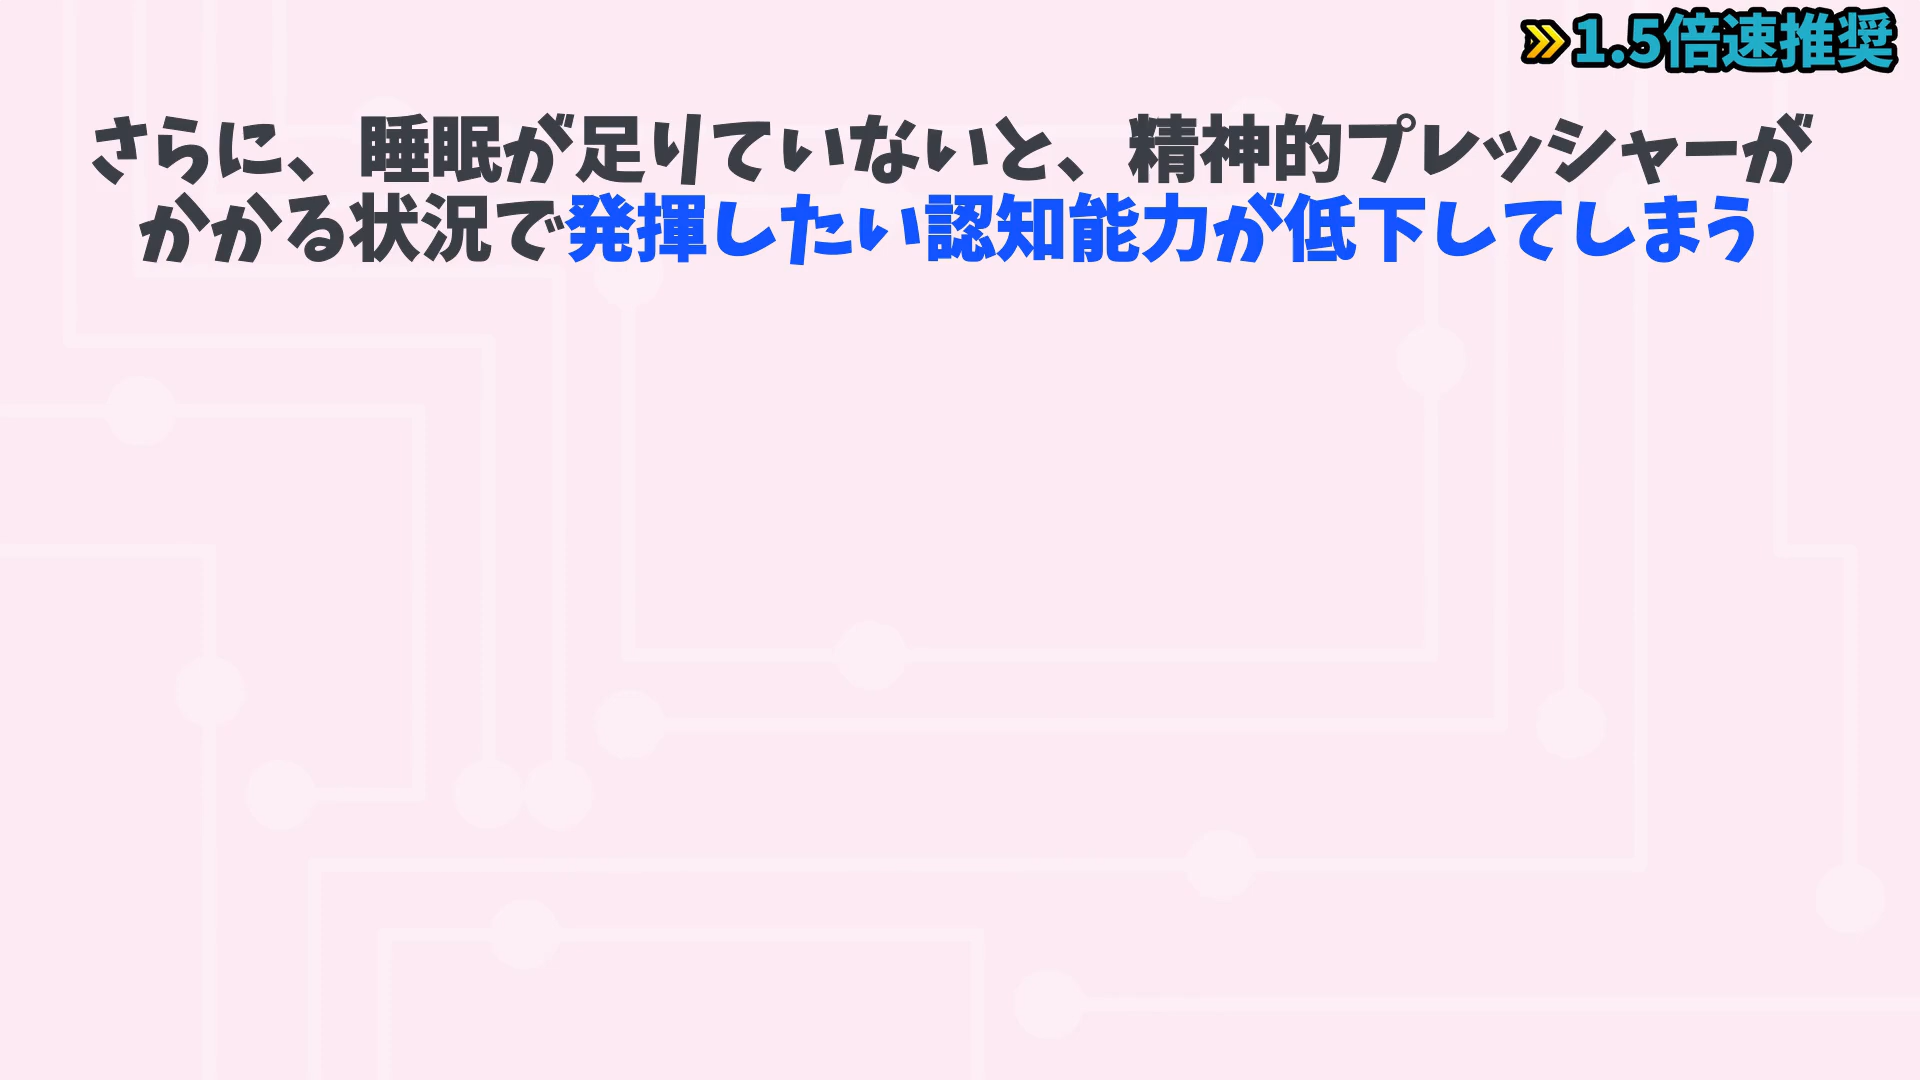 1.5倍速推奨
さらに、睡眠が足りていないと、精神的プレッシャーが
かかる状況で発揮したい認知能力が低下してしまう